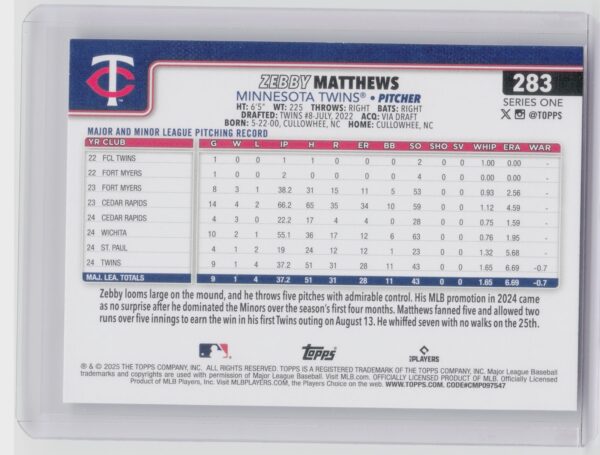 TC
283
ZEBBY MATTHEWS
SERIES ONE
MINNESOTA TWINS® • PITCHER
X @TOPPS
HT: 6'5" WT: 225 THROWS: RIGHT BATS: RIGHT
DRAFTED: TWINS #8-JULY, 2022 ACQ: VIA DRAFT
BORN: 5-22-00, CULLOWHEE, NC HOME: CULLOWHEE, NC
MAJOR AND MINOR LEAGUE PITCHING RECORD
YR CLUB G W L IP H R ER BB SO SHO SV WHIP ERA WAR
22 FCL TWINS 1 0 0 1 1 0 0 0 2 0 0 1.00 0.00 -
22 FORT MYERS 1 0 0 2 0 0 0 0 4 0 0 0.00 0.00 -
23 FORT MYERS 8 3 1 38.2 31 15 11 5 53 0 0 0.93 2.56 -
23 CEDAR RAPIDS 14 4 2 66.2 65 35 34 10 59 0 0 1.12 4.59 -
24 CEDAR RAPIDS 4 3 0 22.2 17 4 4 0 28 0 0 0.75 1.59 -
24 WICHITA 10 2 1 55.1 36 17 12 6 63 0 0 0.76 1.95 -
24 ST. PAUL 4 1 2 19 24 12 12 1 23 0 0 1.32 5.68 -
24 TWINS 9 1 4 37.2 51 31 28 11 43 0 0 1.65 6.69 -0.7
MAJ. LEA. TOTALS 9 1 4 37.2 51 31 28 11 43 0 0 1.65 6.69 -0.7
Zebby looms large on the mound, and he throws five pitches with admirable control. His MLB promotion in 2024 came
as no surprise after he dominated the Minors over the season's first four months. Matthews fanned five and allowed two
runs over five innings to earn the win in his first Twins outing on August 13. He whiffed seven with no walks on the 25th.
Topps
PLAYERS
® & © 2025 THE TOPPS COMPANY, INC. ALL RIGHTS RESERVED. TOPPS IS A REGISTERED TRADEMARK OF THE TOPPS COMPANY, INC. Major League Baseball
trademarks and copyrights are used with permission of Major League Baseball. Visit MLB.com. OFFICIALLY LICENSED PRODUCT OF MLB. Officially Licensed
Product of MLB Players, Inc. Visit MLBPLAYERS.com, the Players Choice on the web. WWW.TOPPS.COM. CODE#CMP097547